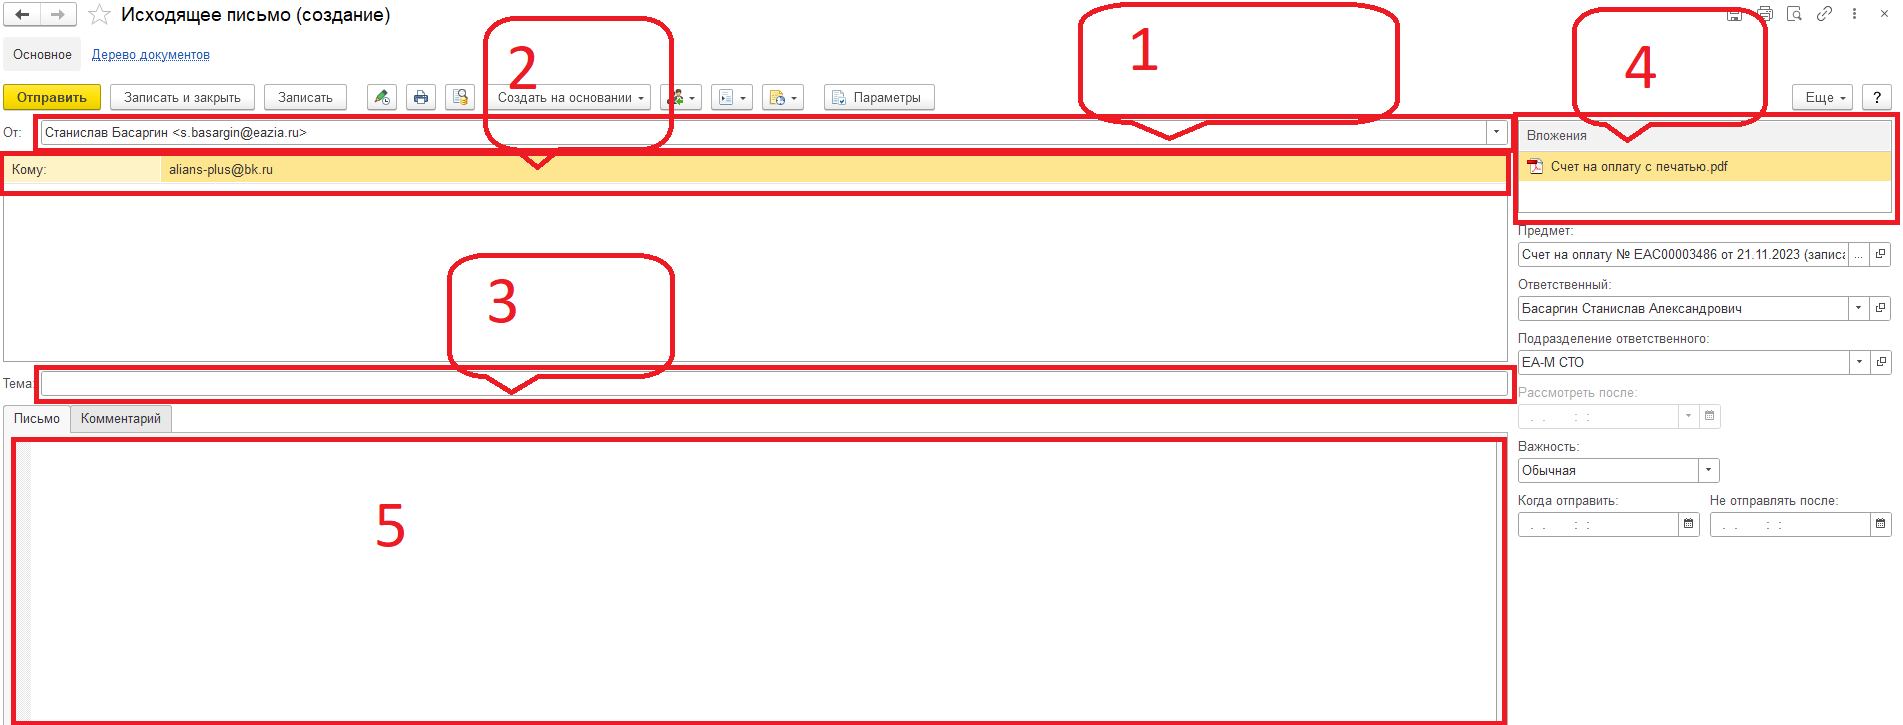 Исходящее письмо (создание)
1
2
4
Основное Дерево документов
Отправить Записать и закрыть Записать Создать на основании Параметры Еще ?
От: Станислав Басаргин <s.basargin@eazia.ru>
Вложения
Кому: alians-plus@bk.ru
Счет на оплату с печатью.pdf
Предмет:
Счет на оплату № ЕАС00003486 от 21.11.2023 (записа ...
Ответственный:
3
Басаргин Станислав Александрович
Подразделение ответственного:
ЕА-М СТО
Тема
Рассмотреть после:
. . : :
Письмо Комментарий
Важность:
Обычная
Когда отправить: Не отправлять после:
. . : : . . : :
5